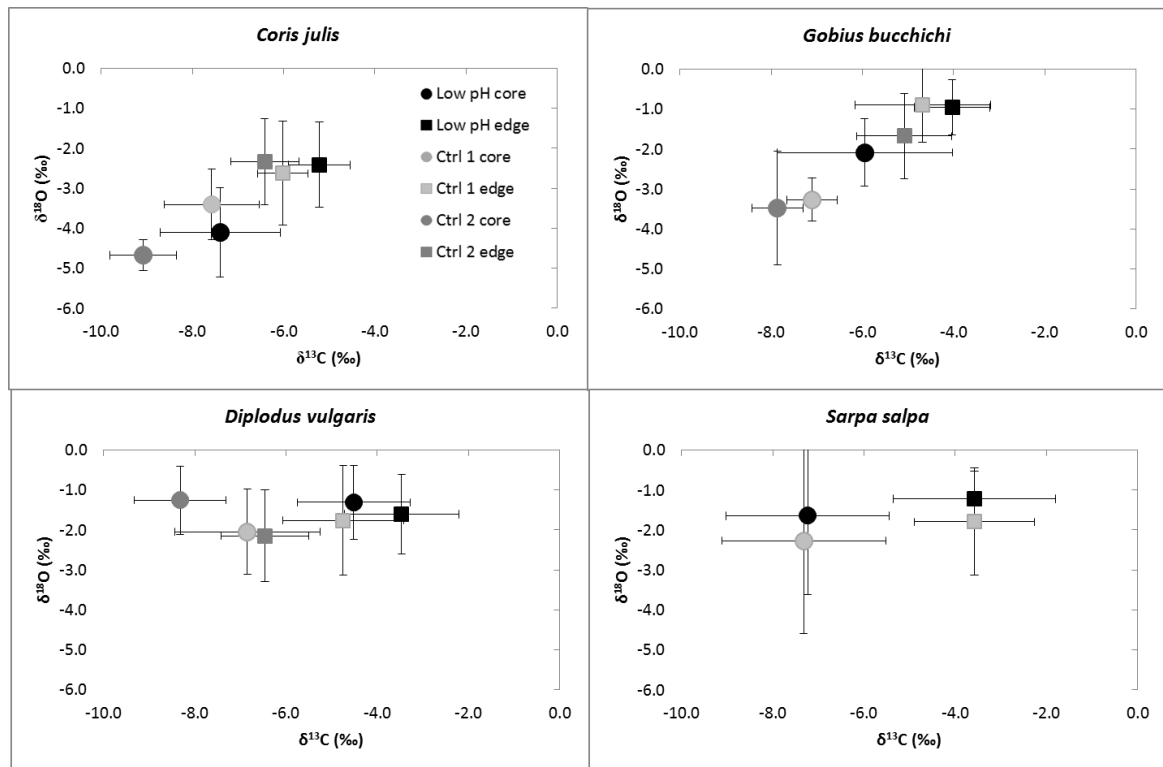 Coris julis
0.0
-1.0
-2.0
-3.0
-4.0
-5.0
-6.0
-10.0 -8.0 -6.0 -4.0 -2.0 0.0
δ18O (‰)
δ13C (‰)
Low pH core
Low pH edge
Ctrl 1 core
Ctrl 1 edge
Ctrl 2 core
Ctrl 2 edge
Gobius bucchichi
0.0
-1.0
-2.0
-3.0
-4.0
-5.0
-6.0
-10.0 -8.0 -6.0 -4.0 -2.0 0.0
δ18O (‰)
δ13C (‰)
Diplodus vulgaris
0.0
-1.0
-2.0
-3.0
-4.0
-5.0
-6.0
-10.0 -8.0 -6.0 -4.0 -2.0 0.0
δ18O (‰)
δ13C (‰)
Sarpa salpa
0.0
-1.0
-2.0
-3.0
-4.0
-5.0
-6.0
-10.0 -8.0 -6.0 -4.0 -2.0 0.0
δ18O (‰)
δ13C (‰)